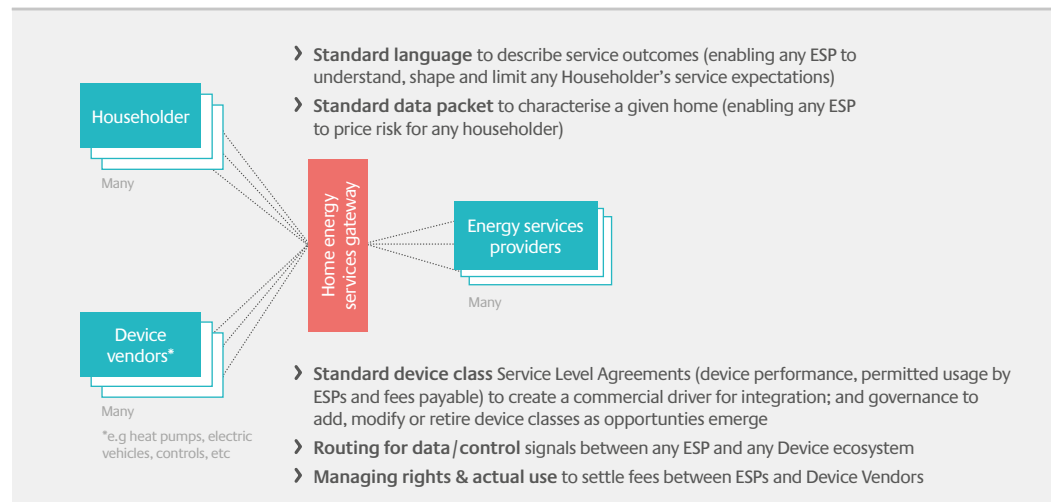 ❯ Standard language to describe service outcomes (enabling any ESP to
understand, shape and limit any Householder's service expectations)
❯ Standard data packet to characterise a given home (enabling any ESP
to price risk for any householder)
Householder
Many
Home energy
services gateway
Energy services
providers
Many
Device
vendors*
Many
*e.g heat pumps, electric
vehicles, controls, etc
❯ Standard device class Service Level Agreements (device performance, permitted usage by
ESPs and fees payable) to create a commercial driver for integration; and governance to
add, modify or retire device classes as opportunties emerge
❯ Routing for data/control signals between any ESP and any Device ecosystem
❯ Managing rights & actual use to settle fees between ESPs and Device Vendors